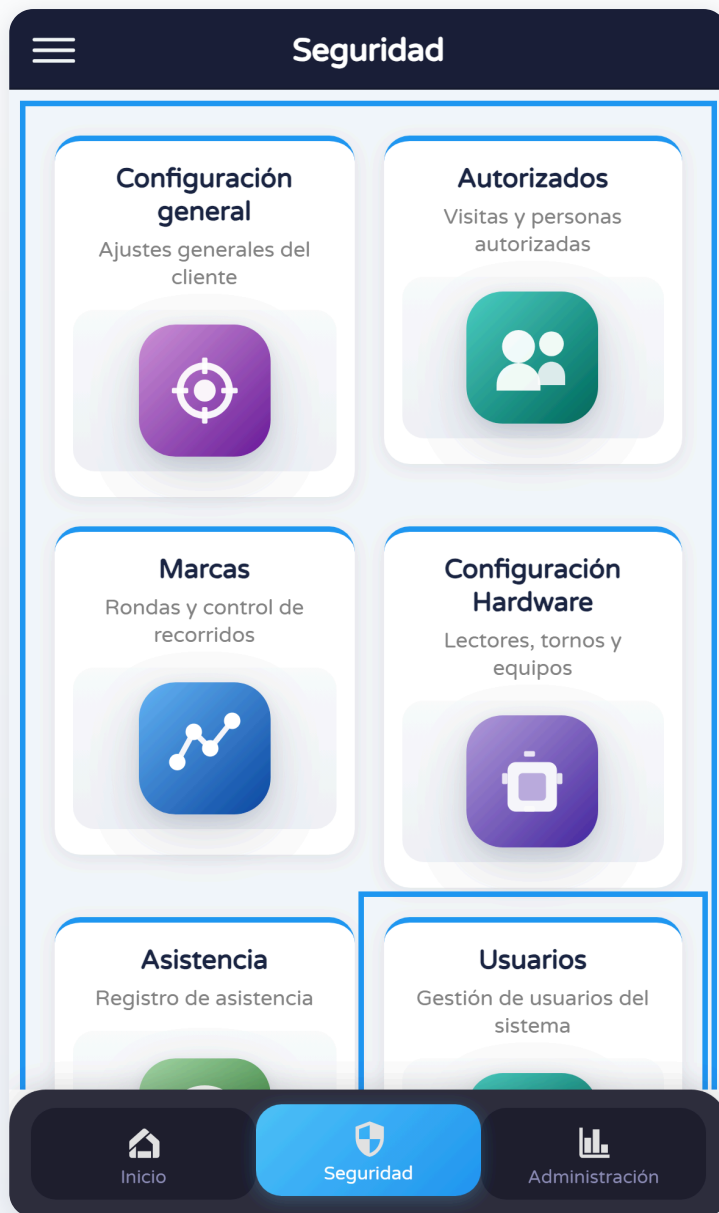 Seguridad
Configuración
general
Ajustes generales del
cliente
Autorizados
Visitas y personas
autorizadas
Marcas
Rondas y control de
recorridos
Configuración
Hardware
Lectores, tornos y
equipos
Asistencia
Registro de asistencia
Usuarios
Gestión de usuarios del
sistema
Inicio
Seguridad
Administración